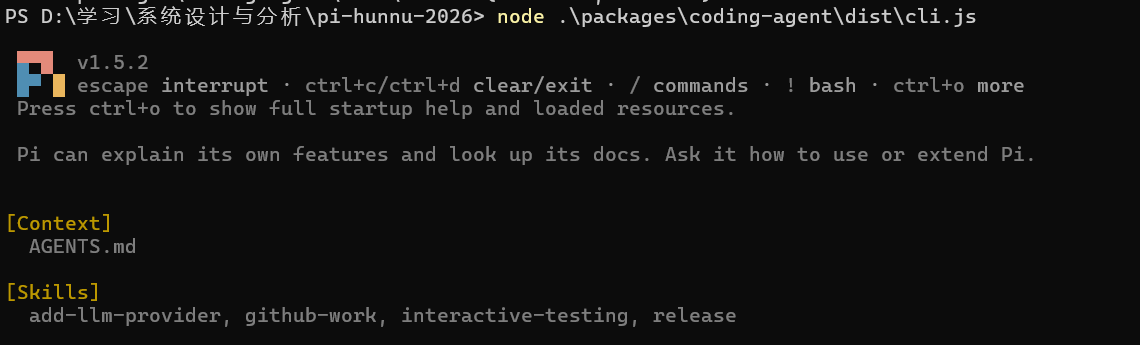 PS D:\学习\系统设计与分析\pi-hunnu-2026> node .\packages\coding-agent\dist\cli.js
v1.5.2
escape interrupt · ctrl+c/ctrl+d clear/exit · / commands · ! bash · ctrl+o more
Press ctrl+o to show full startup help and loaded resources.
Pi can explain its own features and look up its docs. Ask it how to use or extend Pi.
[Context]
AGENTS.md
[Skills]
add-llm-provider, github-work, interactive-testing, release